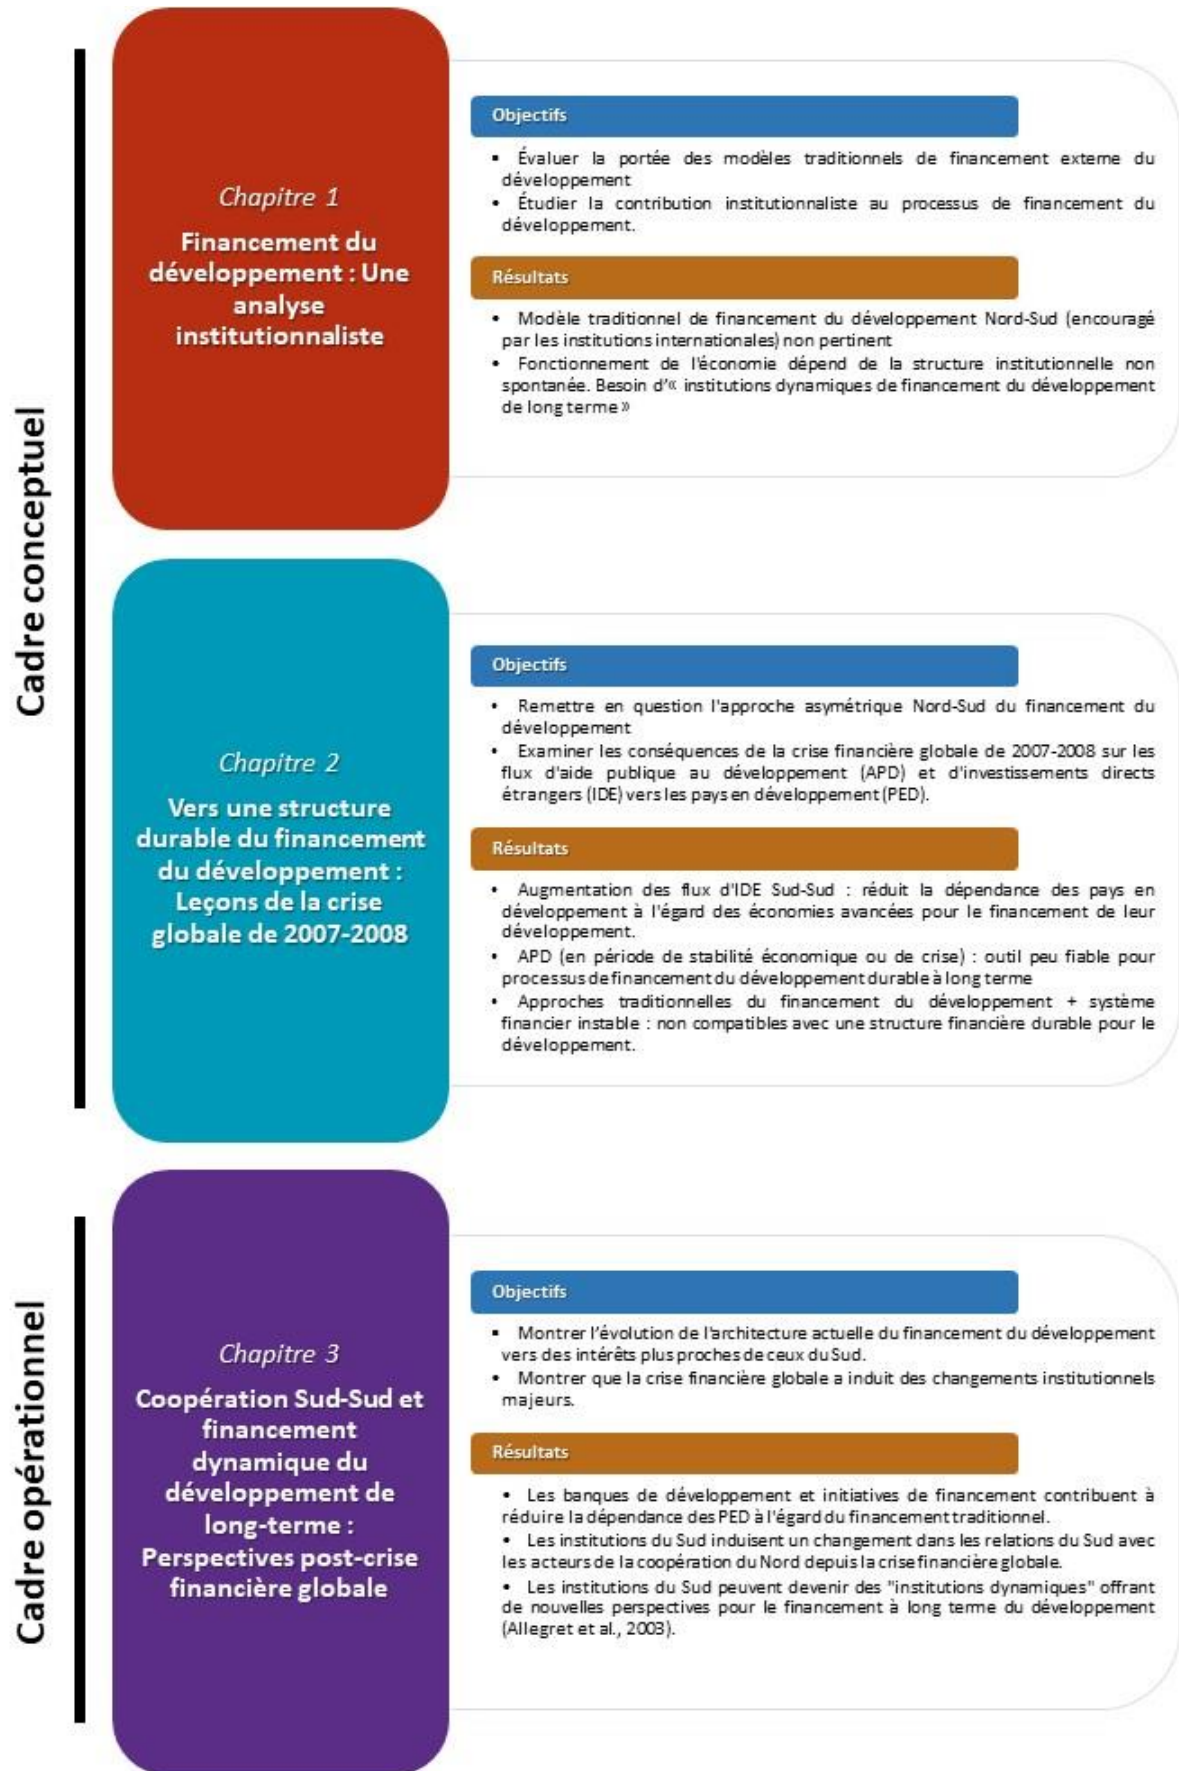 Cadre conceptuel
Chapitre 1
Financement du
développement : Une
analyse
institutionnaliste
Objectifs
▪ Évaluer la portée des modèles traditionnels de financement externe du
développement
• Étudier la contribution institutionnaliste au processus de financement du
développement.
Résultats
• Modèle traditionnel de financement du développement Nord-Sud (encouragé
par les institutions internationales) non pertinent
• Fonctionnement de l'économie dépend de la structure institutionnelle non
spontanée. Besoin d'« institutions dynamiques de financement du développement
de long terme »
Chapitre 2
Vers une structure
durable du financement
du développement :
Leçons de la crise
globale de 2007-2008
Objectifs
• Remettre en question l'approche asymétrique Nord-Sud du financement du
développement
• Examiner les conséquences de la crise financière globale de 2007-2008 sur les
flux d'aide publique au développement (APD) et d'investissements directs
étrangers (IDE) vers les pays en développement (PED).
Résultats
• Augmentation des flux d'IDE Sud-Sud : réduit la dépendance des pays en
développement à l'égard des économies avancées pour le financement de leur
développement.
• APD (en période de stabilité économique ou de crise) : outil peu fiable pour
processus de financement du développement durable à long terme
• Approches traditionnelles du financement du développement + système
financier instable : non compatibles avec une structure financière durable pour le
développement.
Cadre opérationnel
Chapitre 3
Coopération Sud-Sud et
financement
dynamique du
développement de
long-terme :
Perspectives post-crise
financière globale
Objectifs
▪ Montrer l'évolution de l'architecture actuelle du financement du développement
vers des intérêts plus proches de ceux du Sud.
• Montrer que la crise financière globale a induit des changements institutionnels
majeurs.
Résultats
• Les banques de développement et initiatives de financement contribuent à
réduire la dépendance des PED à l'égard du financement traditionnel.
• Les institutions du Sud induisent un changement dans les relations du Sud avec
les acteurs de la coopération du Nord depuis la crise financière globale.
• Les institutions du Sud peuvent devenir des "institutions dynamiques" offrant
de nouvelles perspectives pour le financement à long terme du développement
(Allegret et al., 2003).